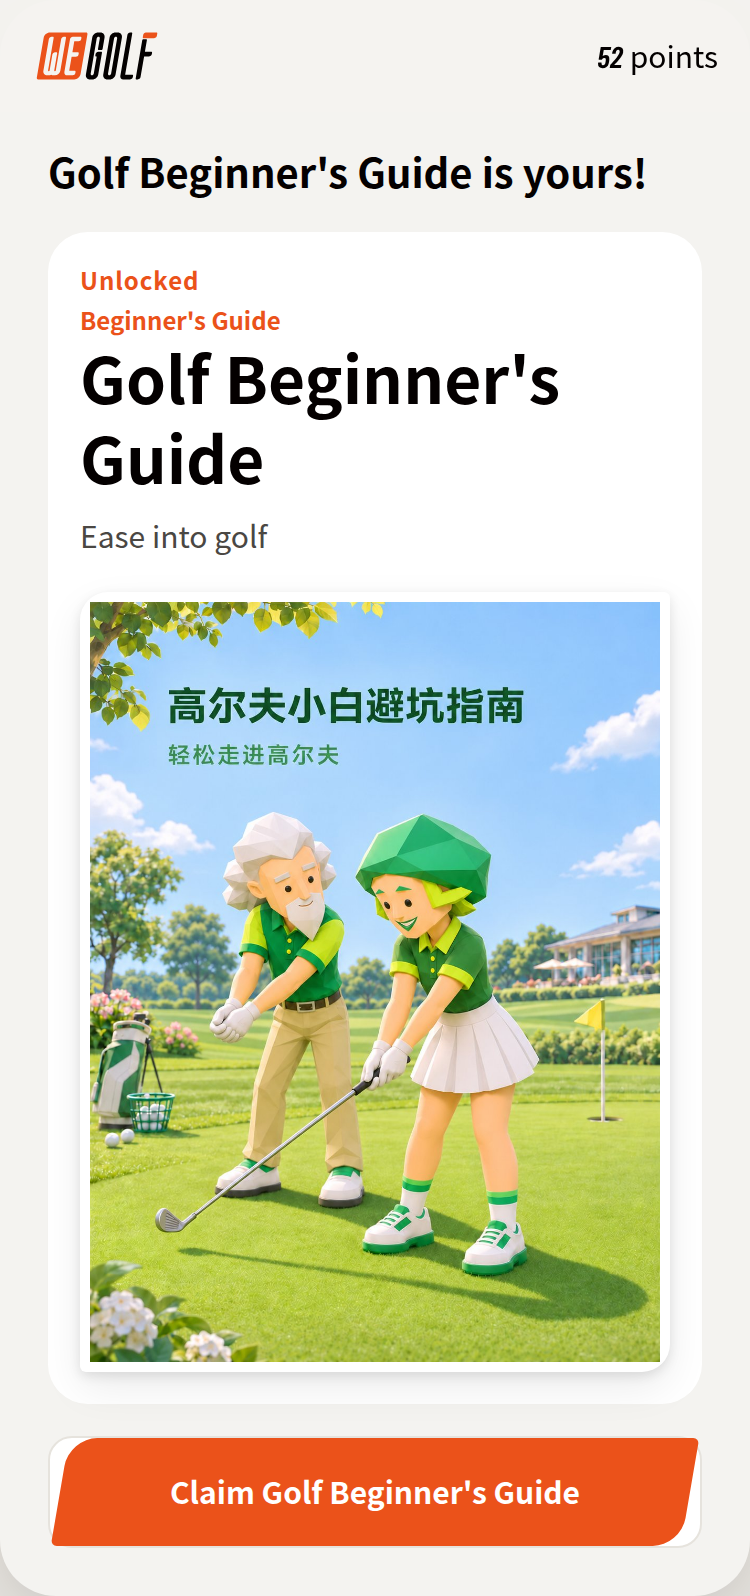 WEGOLF
52 points
Golf Beginner's Guide is yours!
Unlocked
Beginner's Guide
Golf Beginner's
Guide
Ease into golf
高尔夫小白避坑指南
轻松走进高尔夫
Claim Golf Beginner's Guide